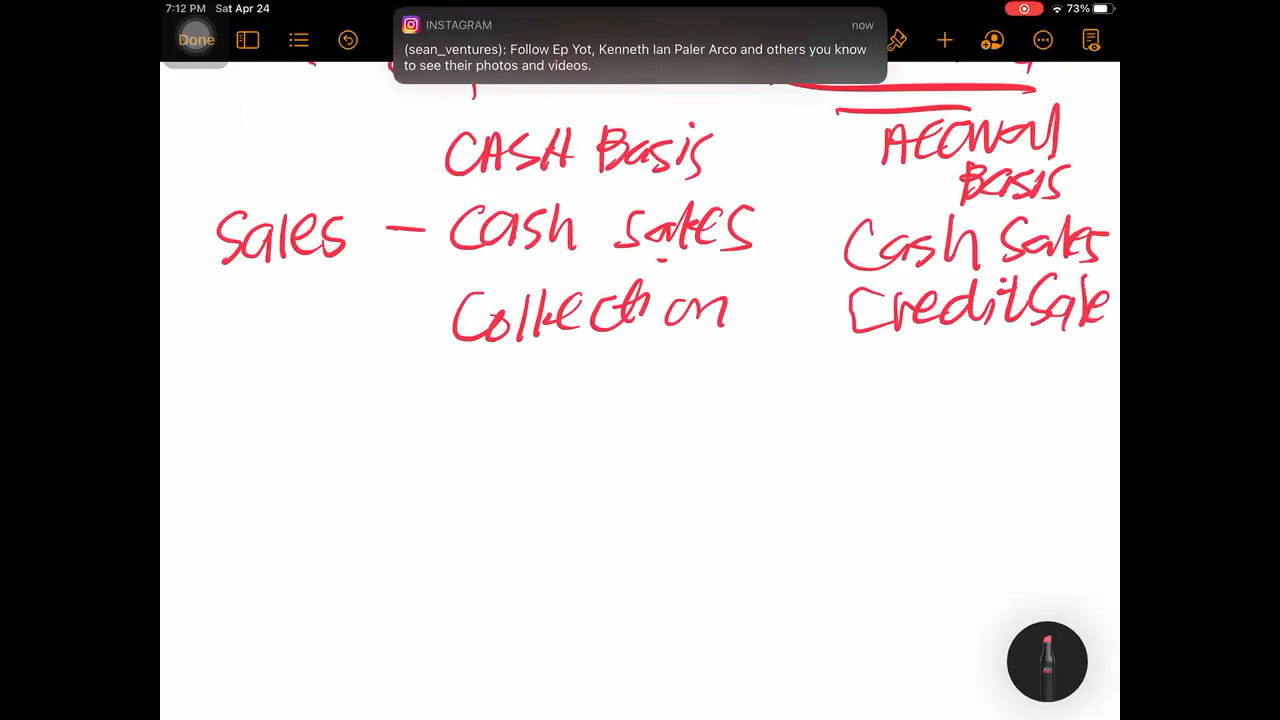 7:12 PM Sat Apr 24
73%
INSTAGRAM
now
(sean_ventures): Follow Ep Yot, Kenneth Ian Paler Arco and others you know
to see their photos and videos.
Done
CASH Basis
Accrual
Basis
Sales - Cash sales
Cash Sales
Collection
Credit Sale